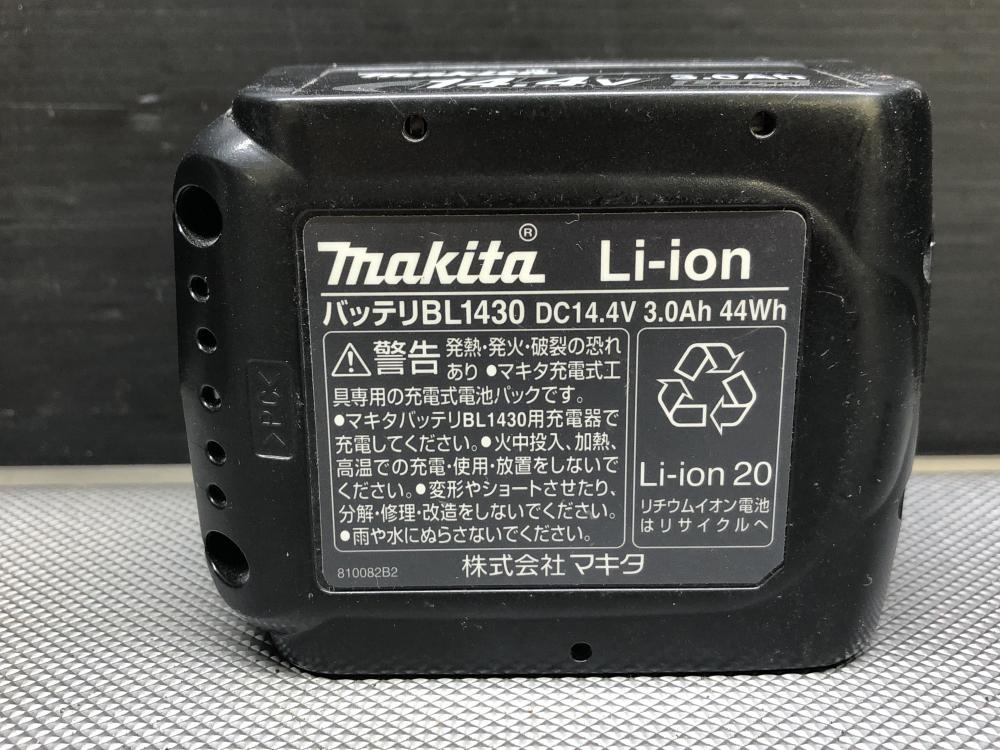 3.0Ah
makita® Li-ion
バッテリBL1430 DC14.4V 3.0Ah 44Wh
警告 発熱・発火・破裂の恐れ
あり ●マキタ充電式工
具専用の充電式電池パックです。
●マキタバッテリBL1430用充電器で
充電してください。●火中投入、加熱、
高温での充電・使用・放置をしないで
ください。●変形やショートさせたり、
分解・修理・改造をしないでください。
●雨や水にぬらさないでください。
Li-ion 20
リチウムイオン電池
はリサイクルへ
810082B2
株式会社マキタ
>PC<